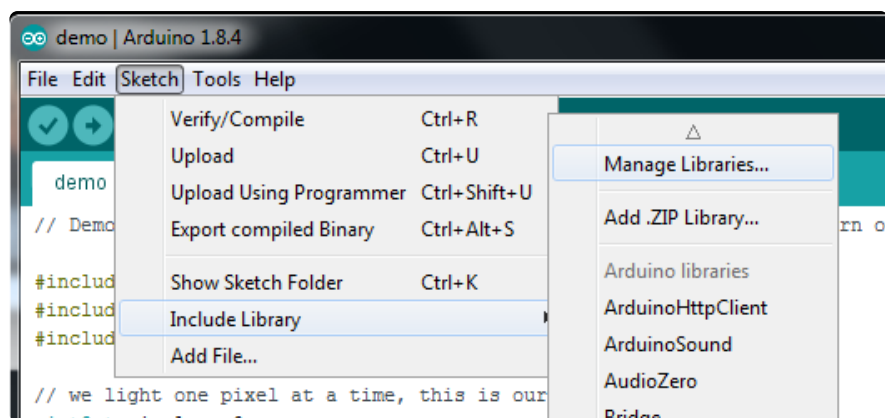 demo | Arduino 1.8.4
File Edit Sketch Tools Help
Verify/Compile Ctrl+R
Upload Ctrl+U
Upload Using Programmer Ctrl+Shift+U
Export compiled Binary Ctrl+Alt+S
Show Sketch Folder Ctrl+K
Include Library
Add File...
Manage Libraries...
Add .ZIP Library...
Arduino libraries
ArduinoHttpClient
ArduinoSound
AudioZero
Bridge
demo
// Demo
rn o
#includ
#includ
#includ
// we light one pixel at a time, this is our